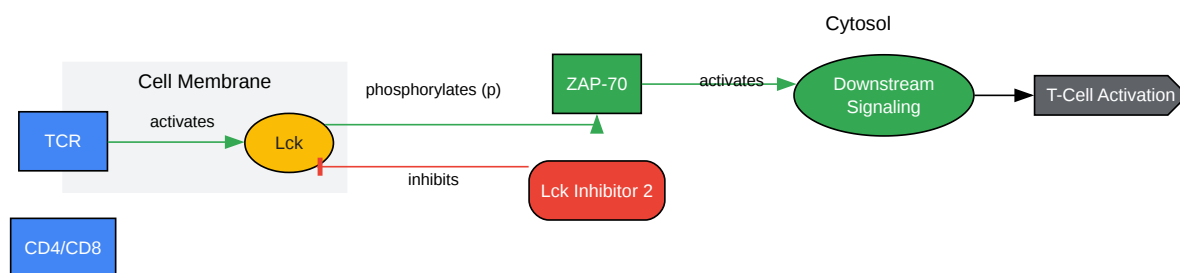 Cytosol
Cell Membrane
TCR
activates
Lck
phosphorylates (p)
ZAP-70
activates
Downstream
Signaling
T-Cell Activation
inhibits
Lck Inhibitor 2
CD4/CD8